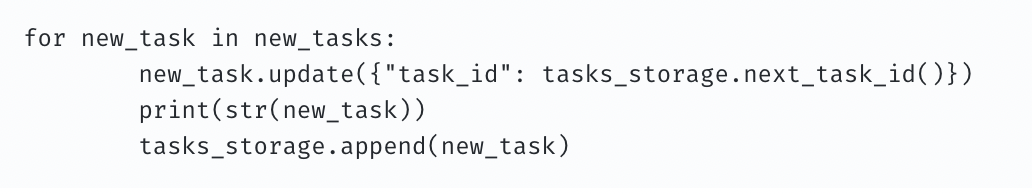 for new_task in new_tasks:
        new_task.update({"task_id": tasks_storage.next_task_id()})
        print(str(new_task))
        tasks_storage.append(new_task)